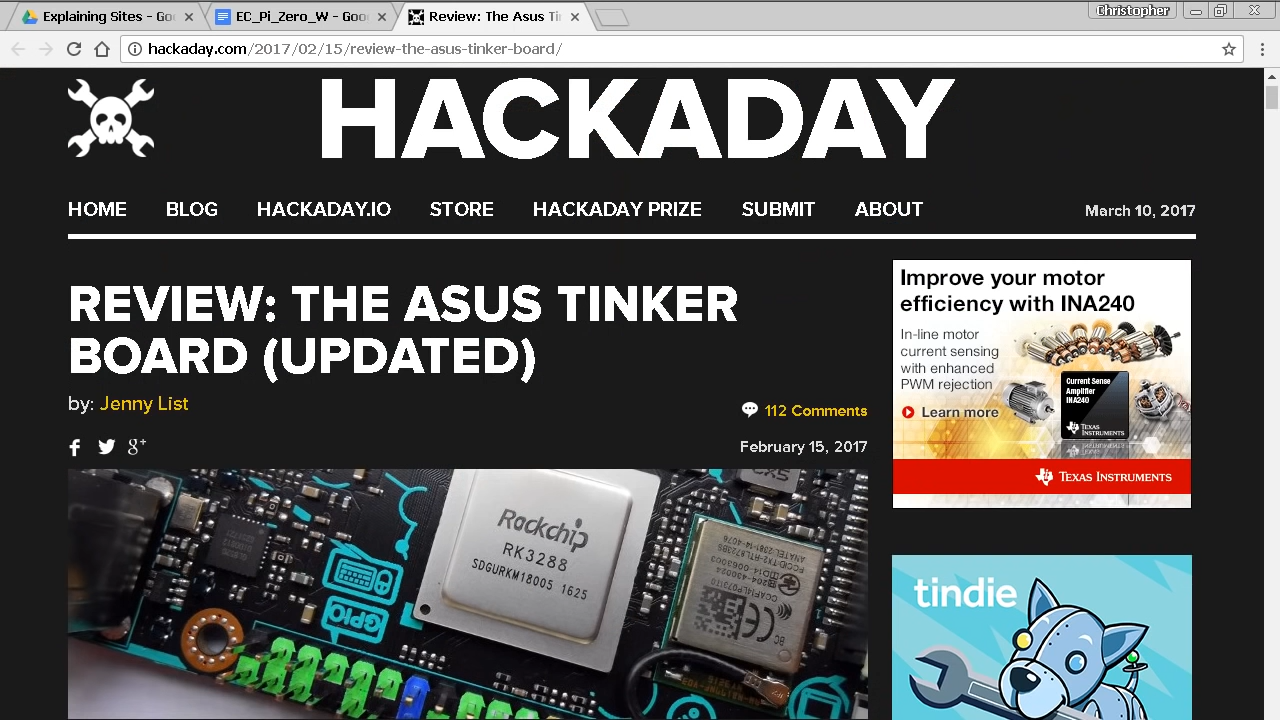 Explaining Sites - Go
EC_Pi_Zero_W - Goo
Review: The Asus Ti
Christopher
hackaday.com/2017/02/15/review-the-asus-tinker-board/
HACKADAY
HOME BLOG HACKADAY.IO STORE HACKADAY PRIZE SUBMIT ABOUT
March 10, 2017
REVIEW: THE ASUS TINKER
BOARD (UPDATED)
by: Jenny List
112 Comments
February 15, 2017
Rockchip
RK3288
SDGURKM18005 1625
GPIO
Improve your motor
efficiency with INA240
In-line motor
current sensing
with enhanced
PWM rejection
Learn more
Current Sense
Amplifier
INA240
TEXAS
INSTRUMENTS
TEXAS INSTRUMENTS
tindie